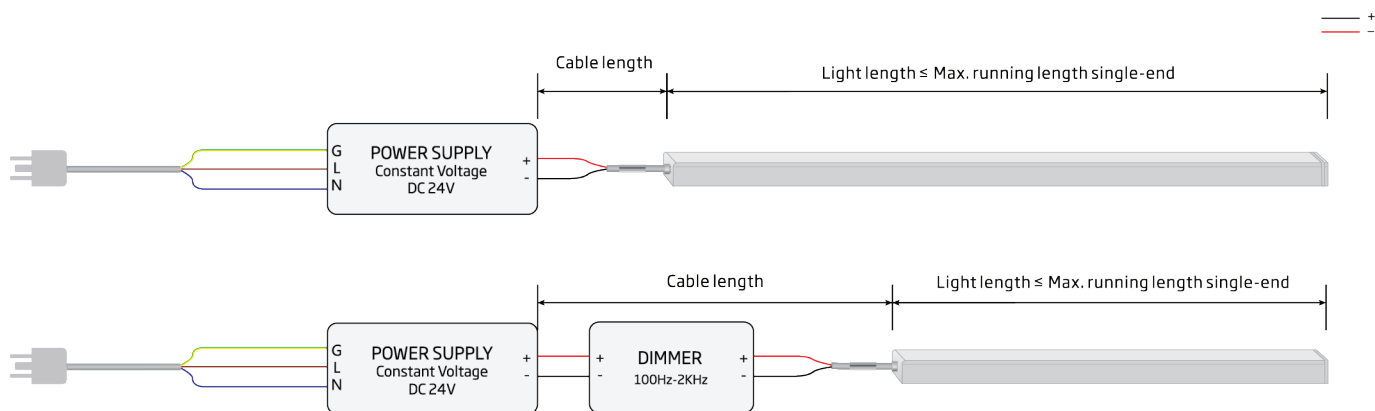 +
–
Cable length
Light length ≤ Max. running length single-end
G
L
N
POWER SUPPLY
Constant Voltage
DC 24V
+
-
Cable length
Light length ≤ Max. running length single-end
G
L
N
POWER SUPPLY
Constant Voltage
DC 24V
+
-
+
-
DIMMER
100Hz-2KHz
+
-